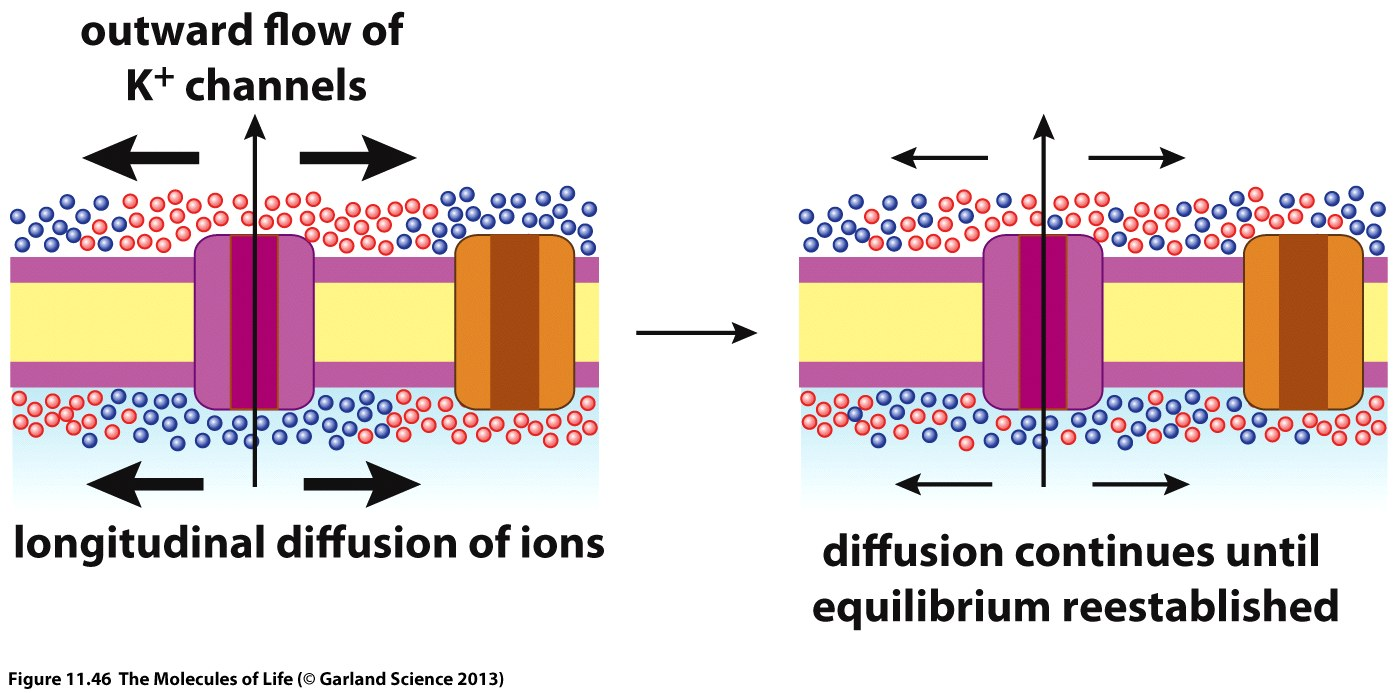 outward flow of
K⁺ channels
longitudinal diffusion of ions
diffusion continues until
equilibrium reestablished
Figure 11.46 The Molecules of Life (© Garland Science 2013)